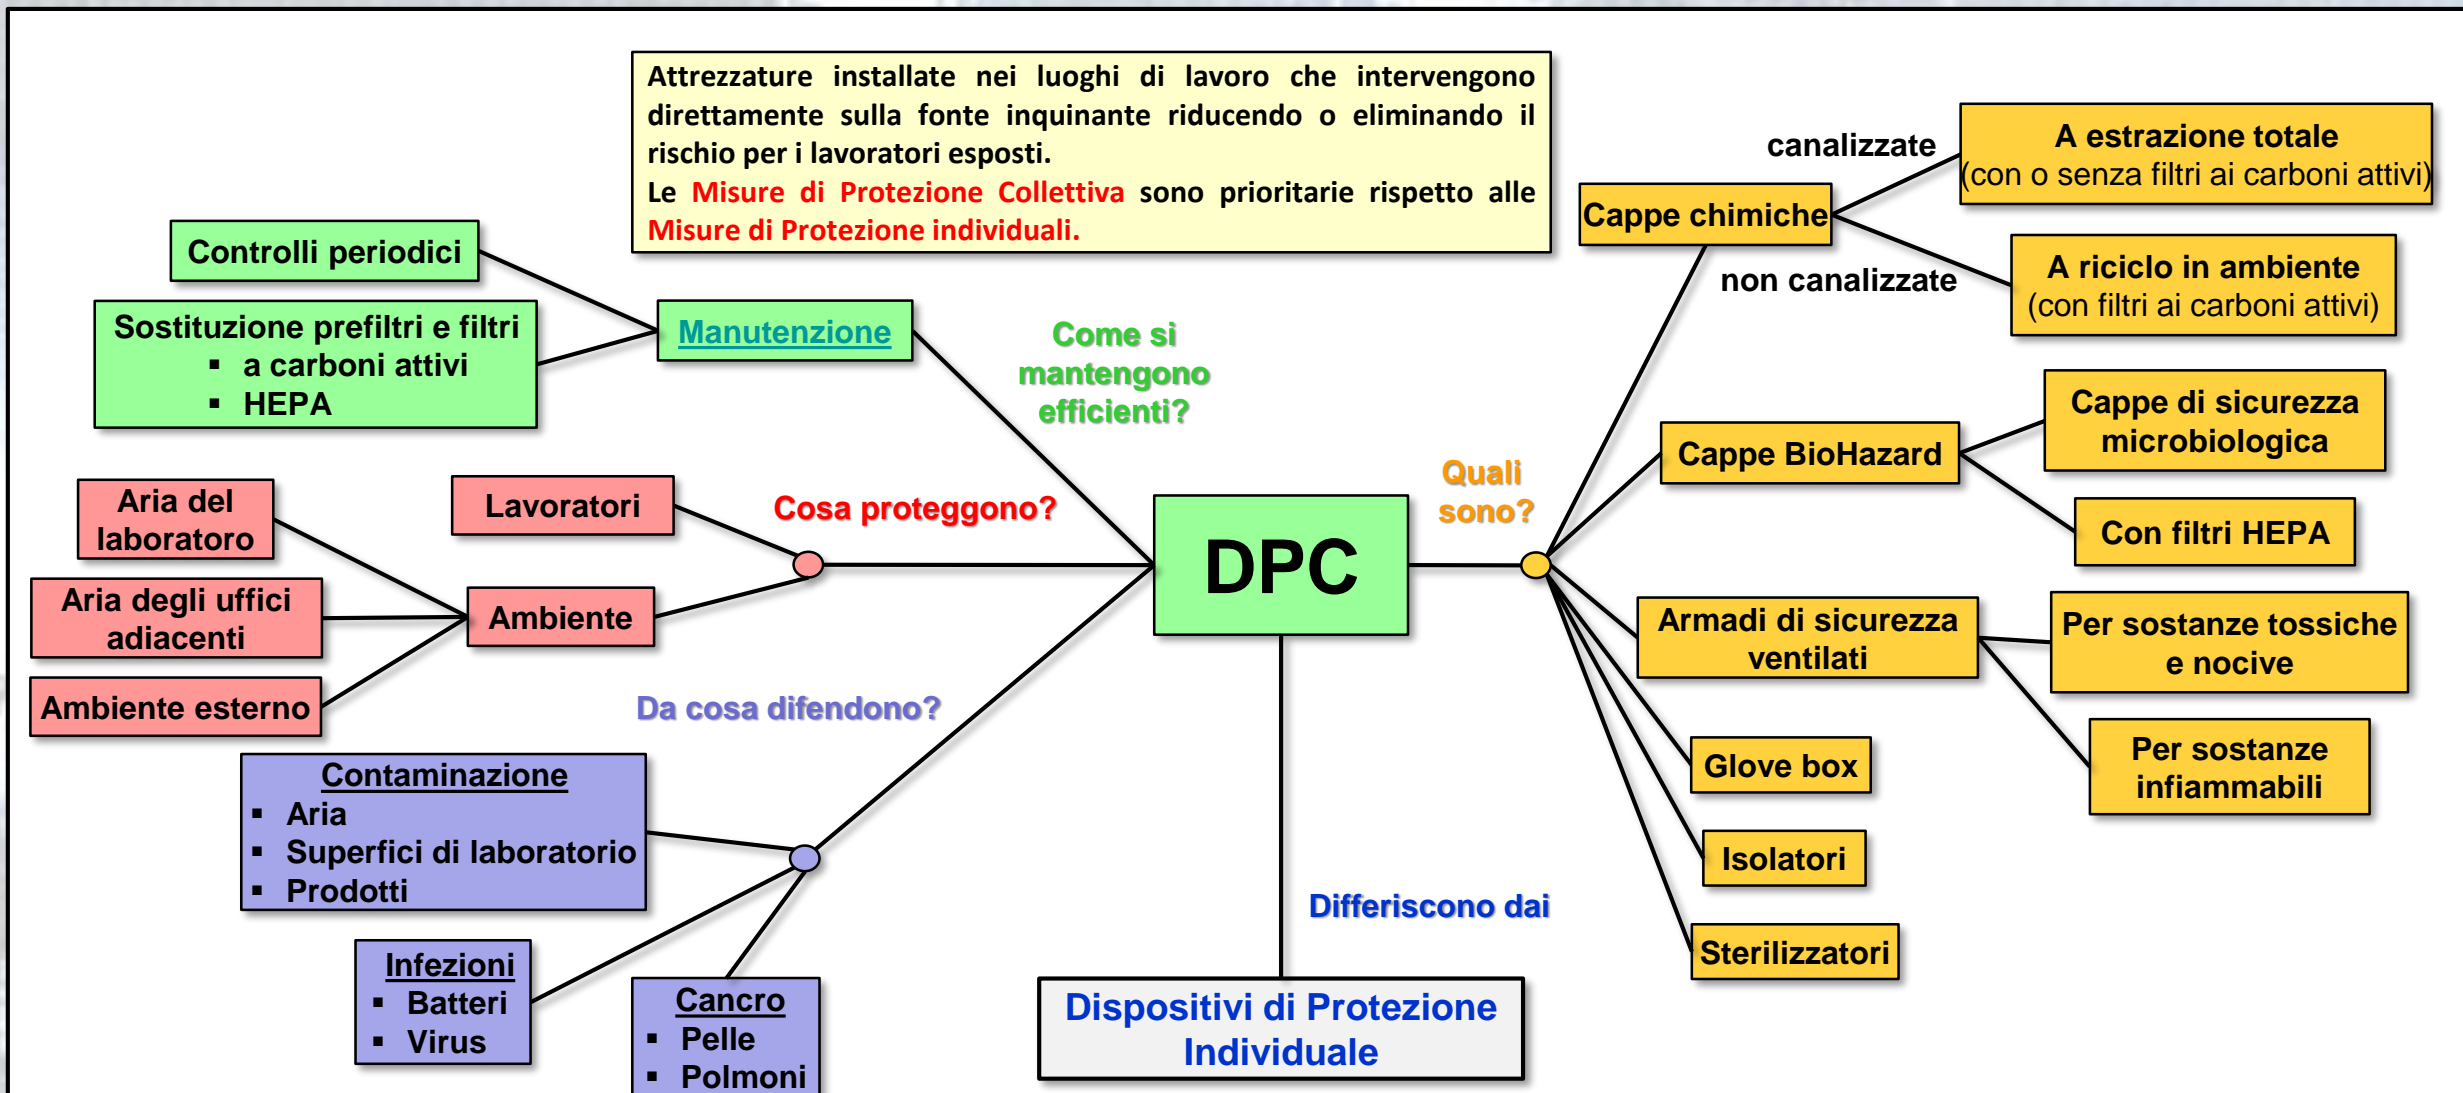 Attrezzature installate nei luoghi di lavoro che intervengono
direttamente sulla fonte inquinante riducendo o eliminando il
rischio per i lavoratori esposti.
Le Misure di Protezione Collettiva sono prioritarie rispetto alle
Misure di Protezione individuali.
Controlli periodici
Sostituzione prefiltri e filtri
▪ a carboni attivi
▪ HEPA
Manutenzione
Come si
mantengono
efficienti?
Aria del
laboratoro
Aria degli uffici
adiacenti
Ambiente esterno
Lavoratori
Ambiente
Cosa proteggono?
Da cosa difendono?
Contaminazione
▪ Aria
▪ Superfici di laboratorio
▪ Prodotti
Infezioni
▪ Batteri
▪ Virus
Cancro
▪ Pelle
▪ Polmoni
DPC
Differiscono dai
Dispositivi di Protezione
Individuale
Quali
sono?
Cappe chimiche
canalizzate
A estrazione totale
(con o senza filtri ai carboni attivi)
non canalizzate
A riciclo in ambiente
(con filtri ai carboni attivi)
Cappe BioHazard
Cappe di sicurezza
microbiologica
Con filtri HEPA
Armadi di sicurezza
ventilati
Per sostanze tossiche
e nocive
Per sostanze
infiammabili
Glove box
Isolatori
Sterilizzatori